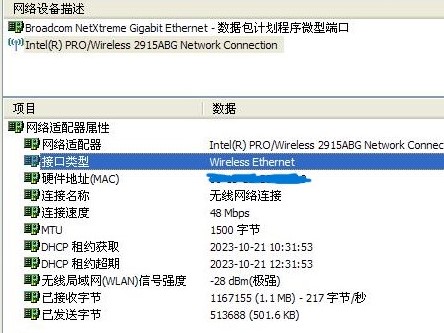 网络设备描述
Broadcom NetXtreme Gigabit Ethernet - 数据包计划程序微型端口
Intel(R) PRO/Wireless 2915ABG Network Connection
项目 数据
网络适配器属性
网络适配器 Intel(R) PRO/Wireless 2915ABG Network Connec
接口类型 Wireless Ethernet
硬件地址(MAC)
连接名称 无线网络连接
连接速度 48 Mbps
MTU 1500 字节
DHCP 租约获取 2023-10-21 10:31:53
DHCP 租约超期 2023-10-21 12:31:53
无线局域网(WLAN)信号强度 -28 dBm(极强)
已接收字节 1167155 (1.1 MB) - 217 字节/秒
已发送字节 513688 (501.6 KB)